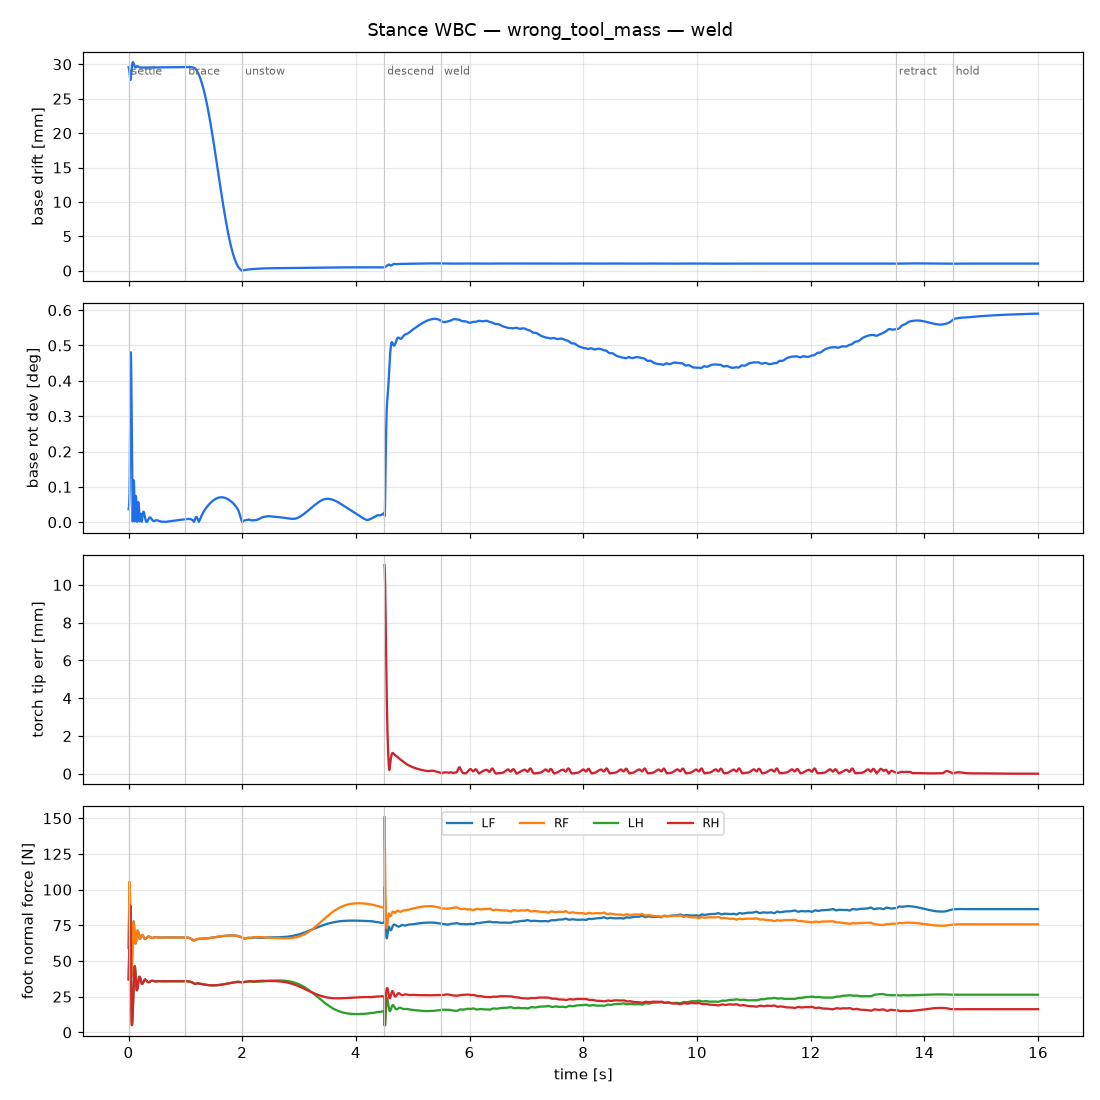 Stance WBC — wrong_tool_mass — weld
30
25
20
15
10
5
0
base drift [mm]
settle
brace
unstow
descend
weld
retract
hold
0.6
0.5
0.4
0.3
0.2
0.1
0.0
base rot dev [deg]
10
8
6
4
2
0
torch tip err [mm]
150
125
100
75
50
25
0
foot normal force [N]
LF
RF
LH
RH
0
2
4
6
8
10
12
14
16
time [s]